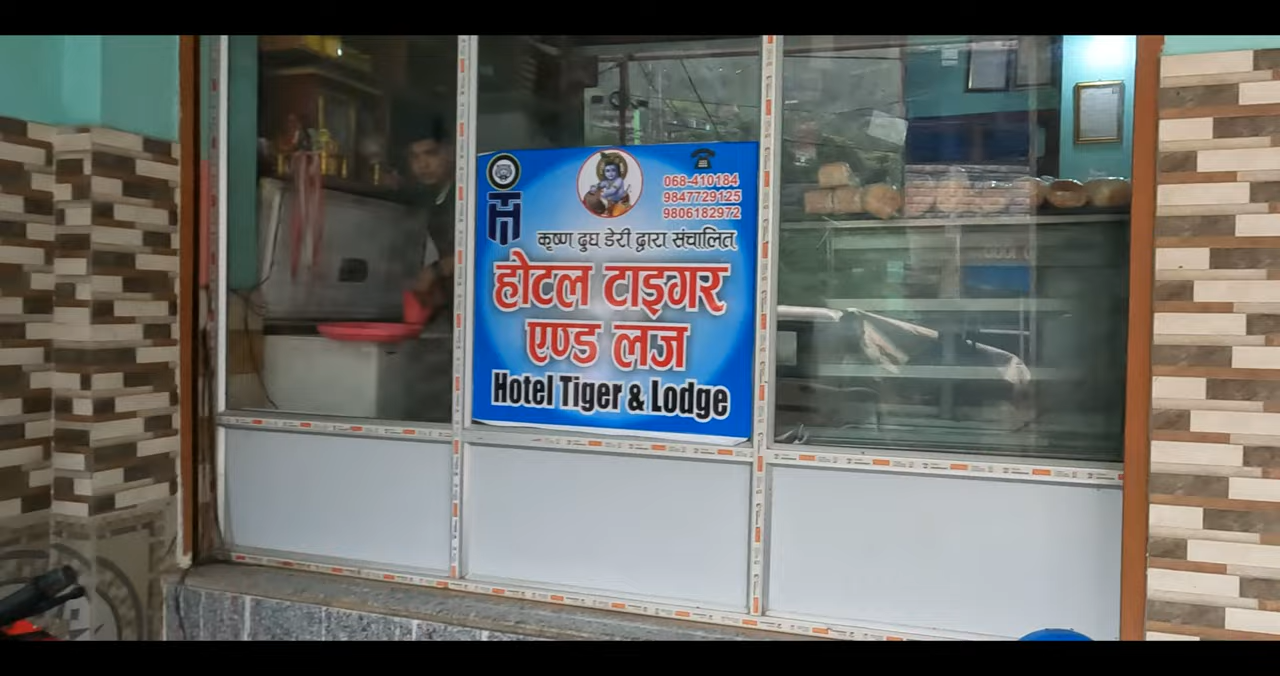 068-410184
9847729125
9806182972
कृष्ण दुध डेरी द्वारा संचालित
होटल टाइगर
एण्ड लज
Hotel Tiger & Lodge